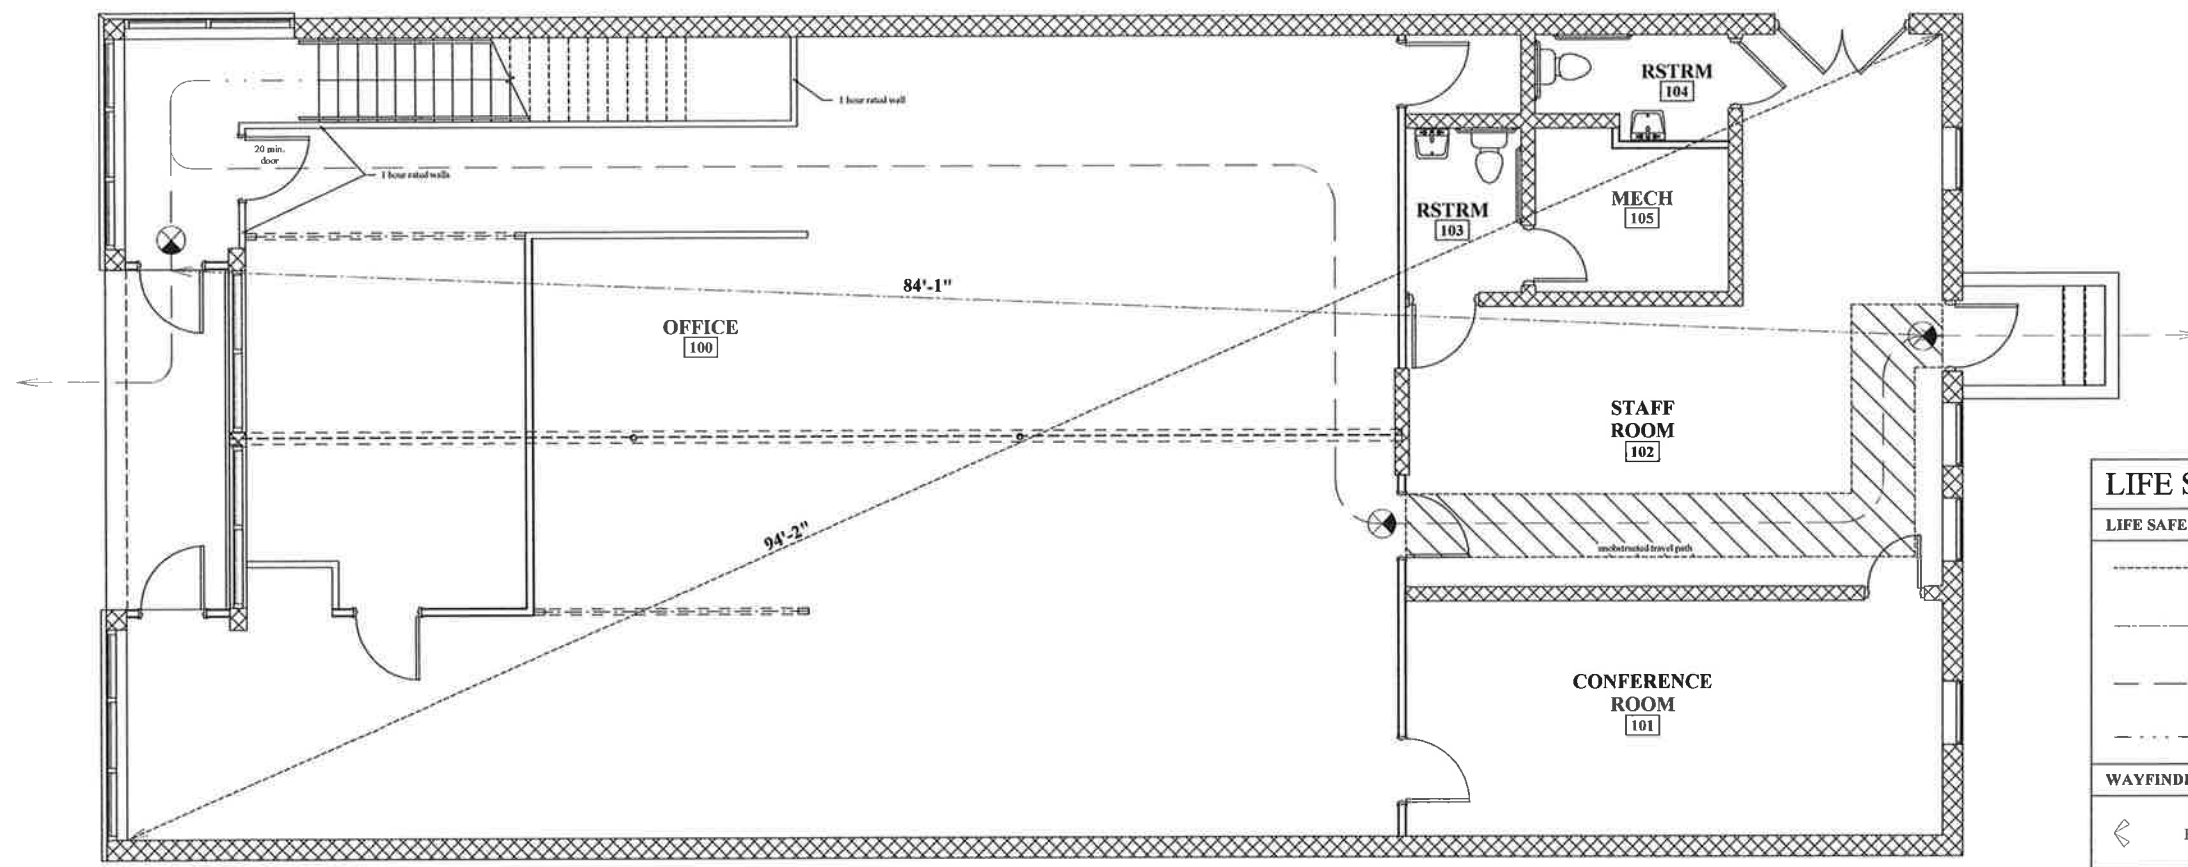 1 hour rated wall
RSTRM
104
20 min.
door
1 hour rated walls
MECH
105
RSTRM
103
84'-1"
OFFICE
100
STAFF
ROOM
102
94'-2"
unobstructed travel path
CONFERENCE
ROOM
101
LIFE S
LIFE SAFE
WAYFIND